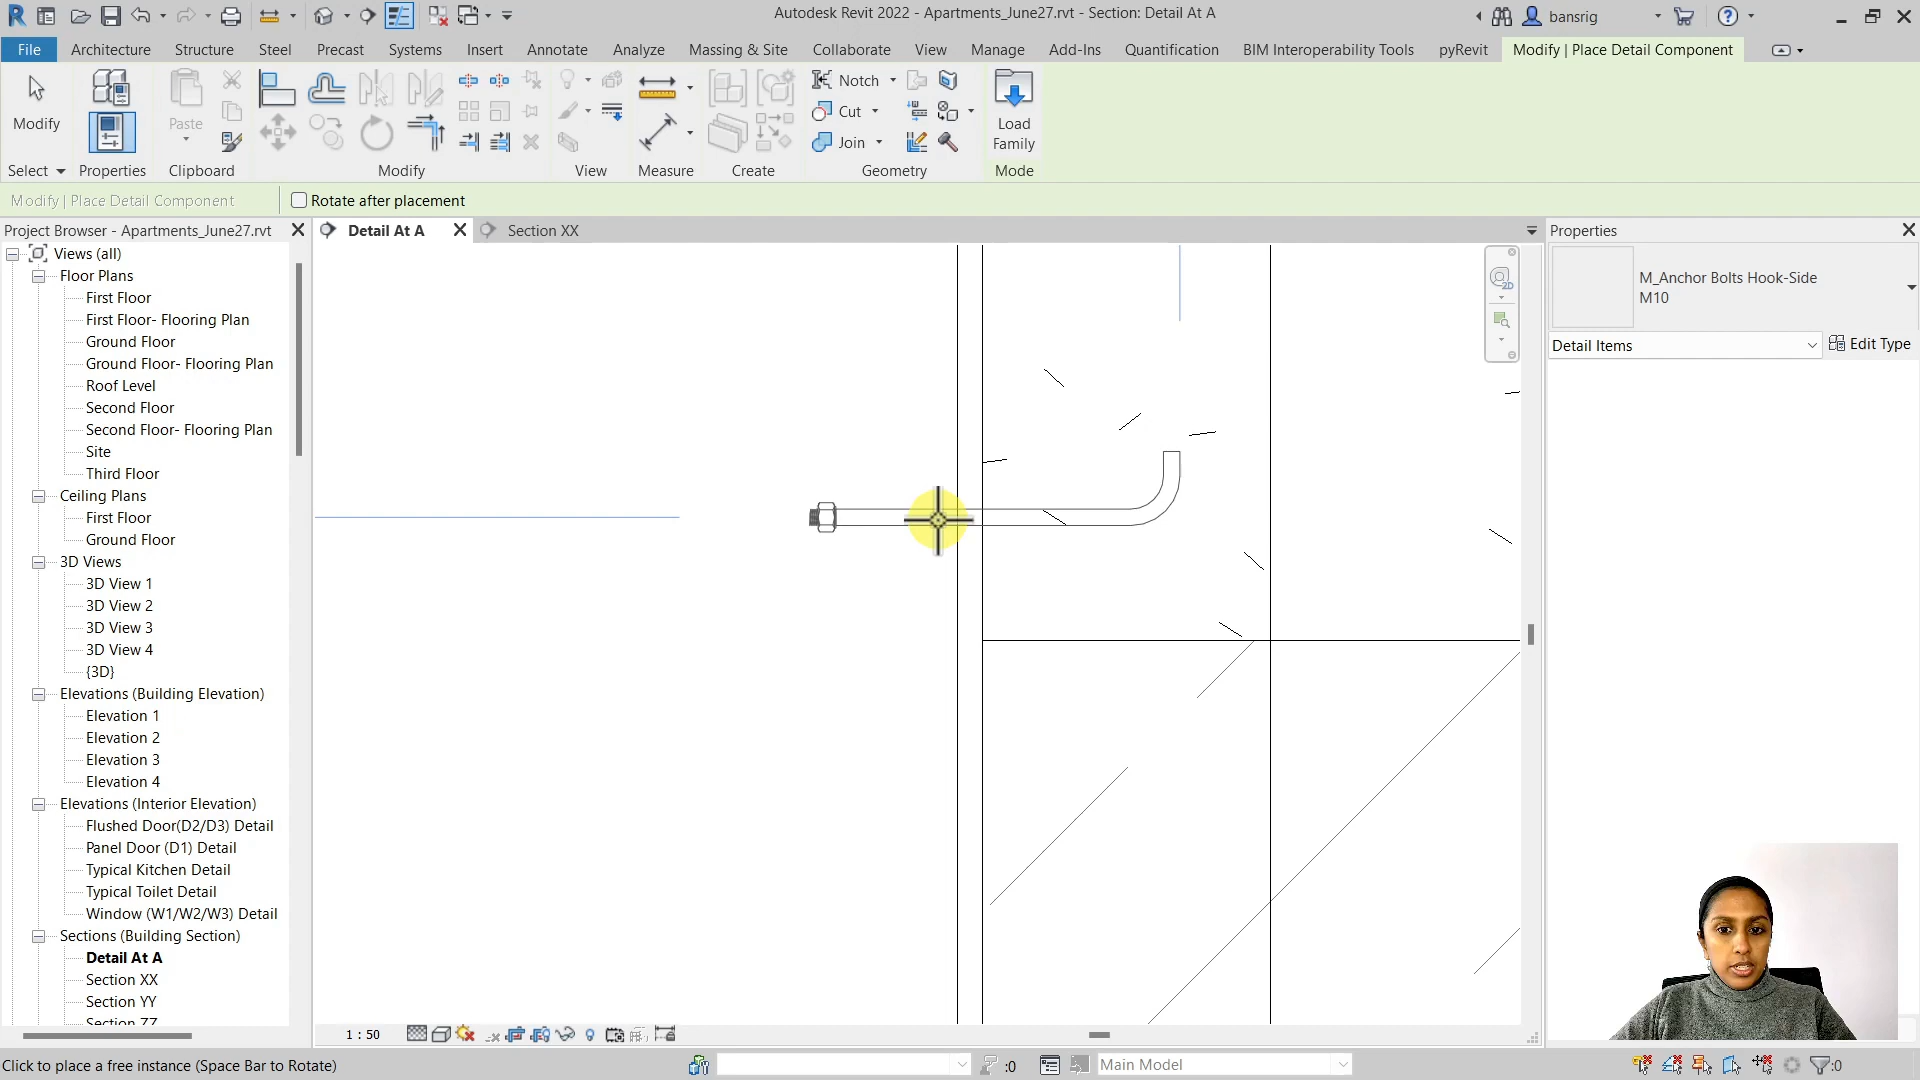 Autodesk Revit 2022 - Apartments_June27.rvt - Section: Detail At A
bansrig
File
Architecture
Structure
Steel
Precast
Systems
Insert
Annotate
Analyze
Massing & Site
Collaborate
View
Manage
Add-Ins
Quantification
BIM Interoperability Tools
pyRevit
Modify | Place Detail Component
Modify
Paste
Notch
Cut
Join
Load
Family
Select
Properties
Clipboard
Modify
View
Measure
Create
Geometry
Mode
Modify | Place Detail Component
Rotate after placement
Project Browser - Apartments_June27.rvt
Views (all)
Floor Plans
First Floor
First Floor- Flooring Plan
Ground Floor
Ground Floor- Flooring Plan
Roof Level
Second Floor
Second Floor- Flooring Plan
Site
Third Floor
Ceiling Plans
First Floor
Ground Floor
3D Views
3D View 1
3D View 2
3D View 3
3D View 4
{3D}
Elevations (Building Elevation)
Elevation 1
Elevation 2
Elevation 3
Elevation 4
Elevations (Interior Elevation)
Flushed Door(D2/D3) Detail
Panel Door (D1) Detail
Typical Kitchen Detail
Typical Toilet Detail
Window (W1/W2/W3) Detail
Sections (Building Section)
Detail At A
Section XX
Section YY
Section ZZ
Detail At A
Section XX
2D
1 : 50
Properties
M_Anchor Bolts Hook-Side
M10
Detail Items
Edit Type
Click to place a free instance (Space Bar to Rotate)
:0
Main Model
:0